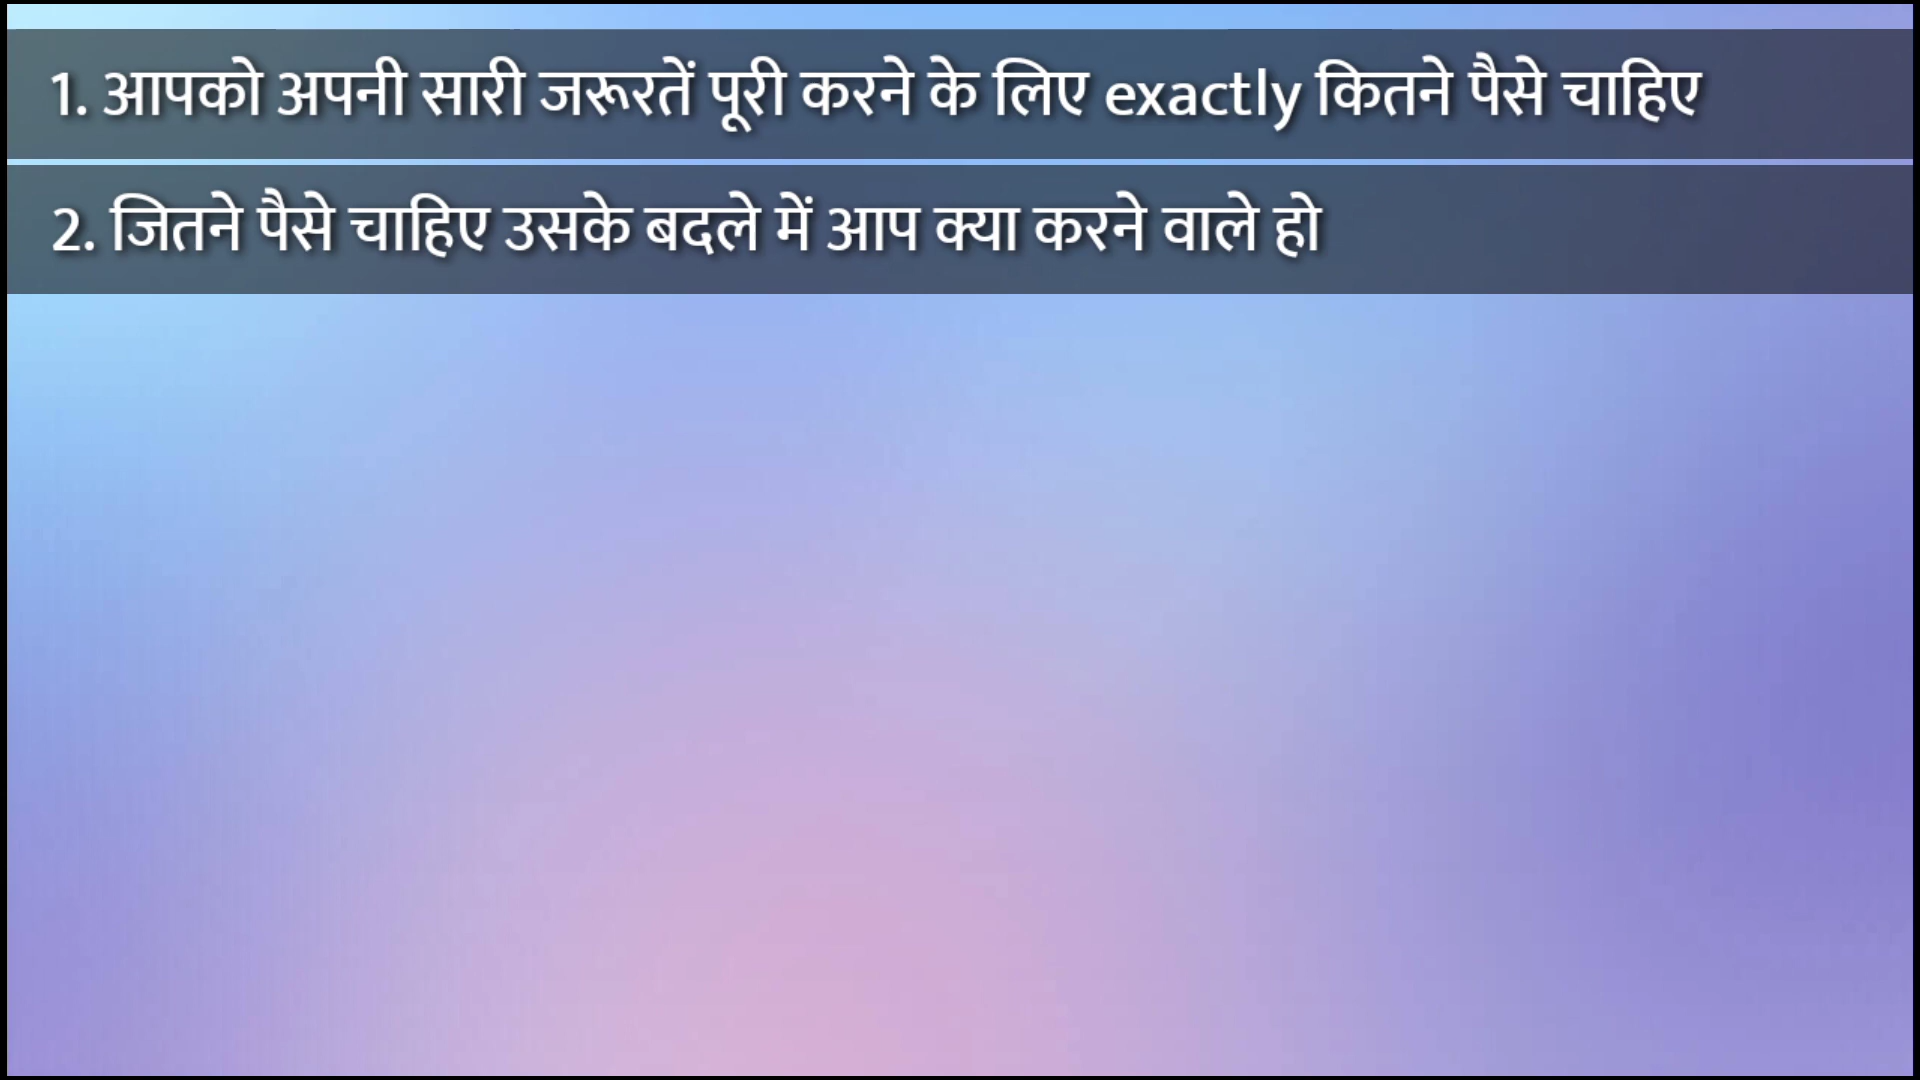 1. आपको अपनी सारी जरूरतें पूरी करने के लिए exactly कितने पैसे चाहिए
2. जितने पैसे चाहिए उसके बदले में आप क्या करने वाले हो